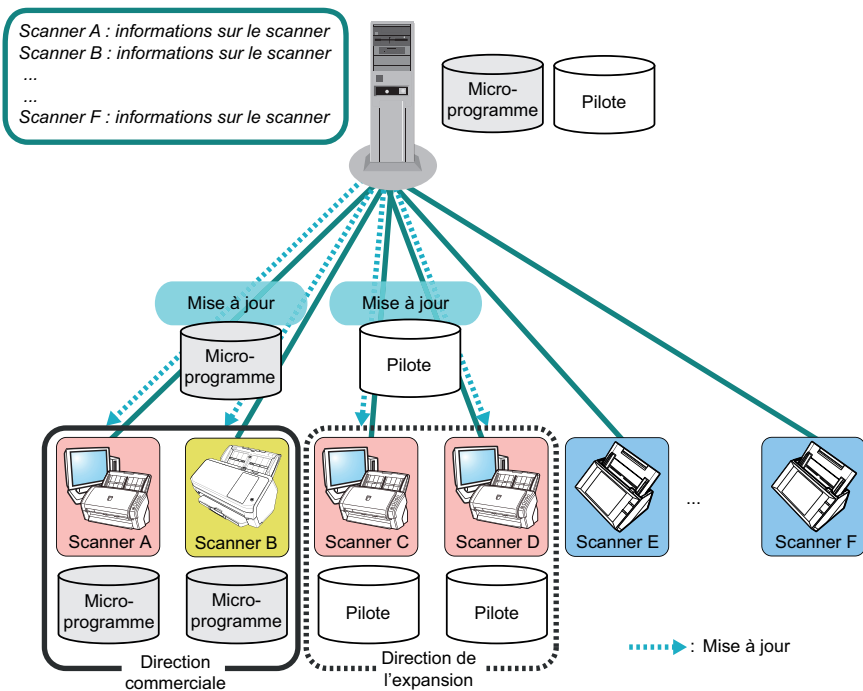 Scanner A : informations sur le scanner
Scanner B : informations sur le scanner
...
...
Scanner F : informations sur le scanner
Micro-
programme
Pilote
Mise à jour
Micro-
programme
Mise à jour
Pilote
Scanner A
Scanner B
Scanner C
Scanner D
Scanner E
...
Scanner F
Micro-
programme
Micro-
programme
Pilote
Pilote
Direction
commerciale
Direction de
l'expansion
: Mise à jour